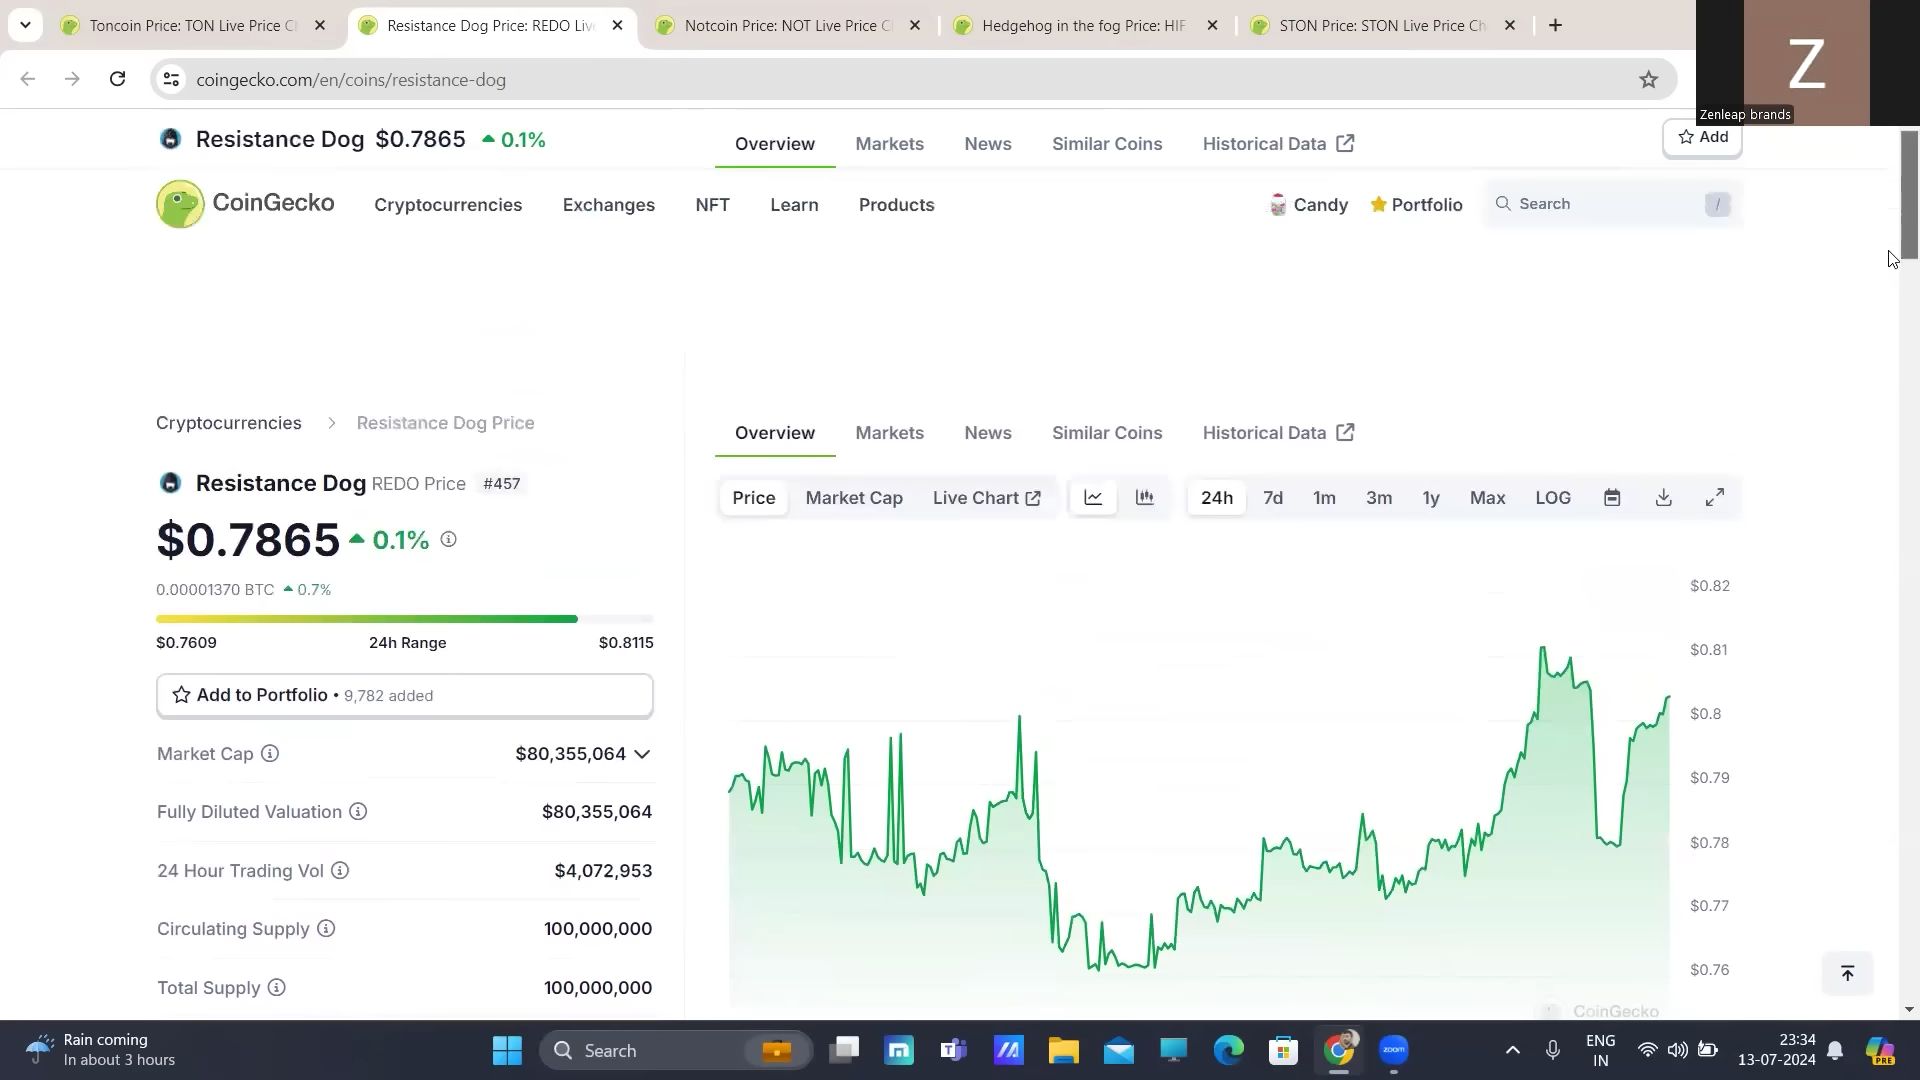 Toncoin Price: TON Live Price C
Resistance Dog Price: REDO Liv
Notcoin Price: NOT Live Price C
Hedgehog in the fog Price: HIF
STON Price: STON Live Price Ch
coingecko.com/en/coins/resistance-dog
Z
Zenleap brands
Resistance Dog $0.7865 0.1%
Overview Markets News Similar Coins Historical Data
Add
CoinGecko Cryptocurrencies Exchanges NFT Learn Products
Candy Portfolio Search /
Cryptocurrencies > Resistance Dog Price
Overview Markets News Similar Coins Historical Data
Resistance Dog REDO Price #457
Price Market Cap Live Chart 24h 7d 1m 3m 1y Max LOG
$0.7865 0.1%
0.00001370 BTC 0.7%
$0.7609 24h Range $0.8115
Add to Portfolio • 9,782 added
Market Cap $80,355,064
Fully Diluted Valuation $80,355,064
24 Hour Trading Vol $4,072,953
Circulating Supply 100,000,000
Total Supply 100,000,000
$0.82
$0.81
$0.8
$0.79
$0.78
$0.77
$0.76
CoinGecko
Rain coming
In about 3 hours
Search
zoom
ENG
IN
23:34
13-07-2024
PRE